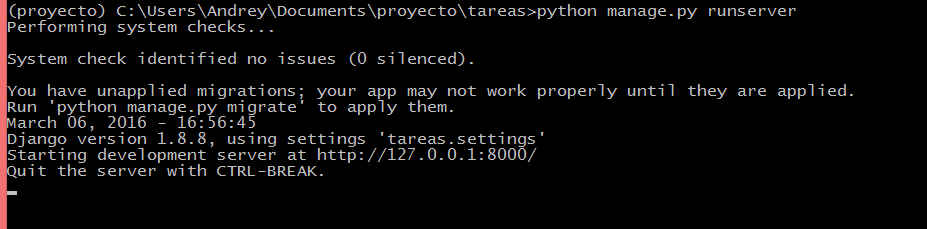 (proyecto) C:\Users\Andrey\Documents\proyecto\tareas>python manage.py runserver
Performing system checks...
System check identified no issues (0 silenced).
You have unapplied migrations; your app may not work properly until they are applied.
Run 'python manage.py migrate' to apply them.
March 06, 2016 - 16:56:45
Django version 1.8.8, using settings 'tareas.settings'
Starting development server at http://127.0.0.1:8000/
Quit the server with CTRL-BREAK.